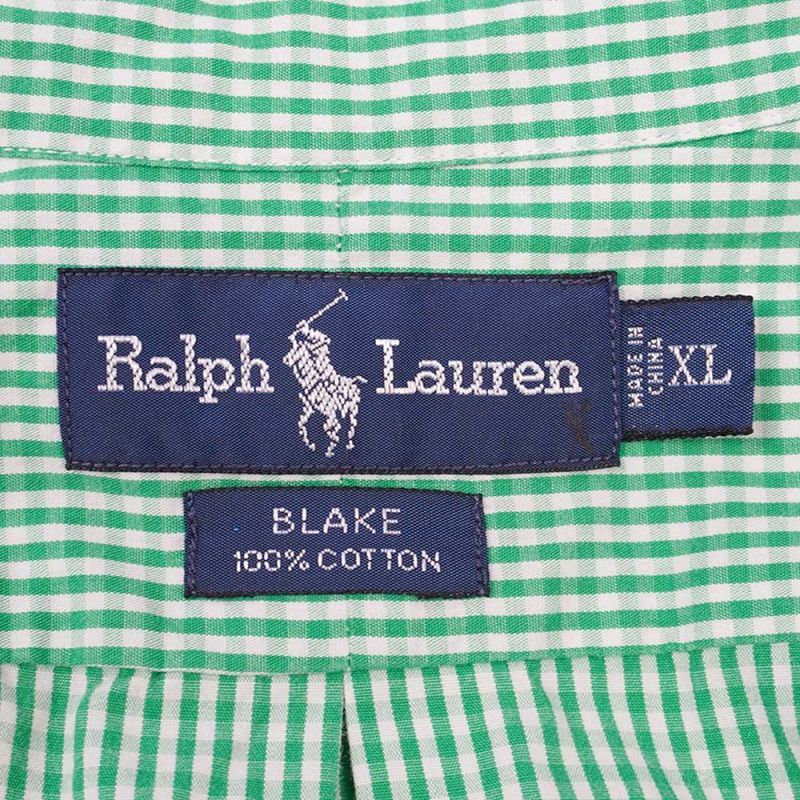 Ralph Lauren
MADE IN
CHINA
XL
BLAKE
100% COTTON